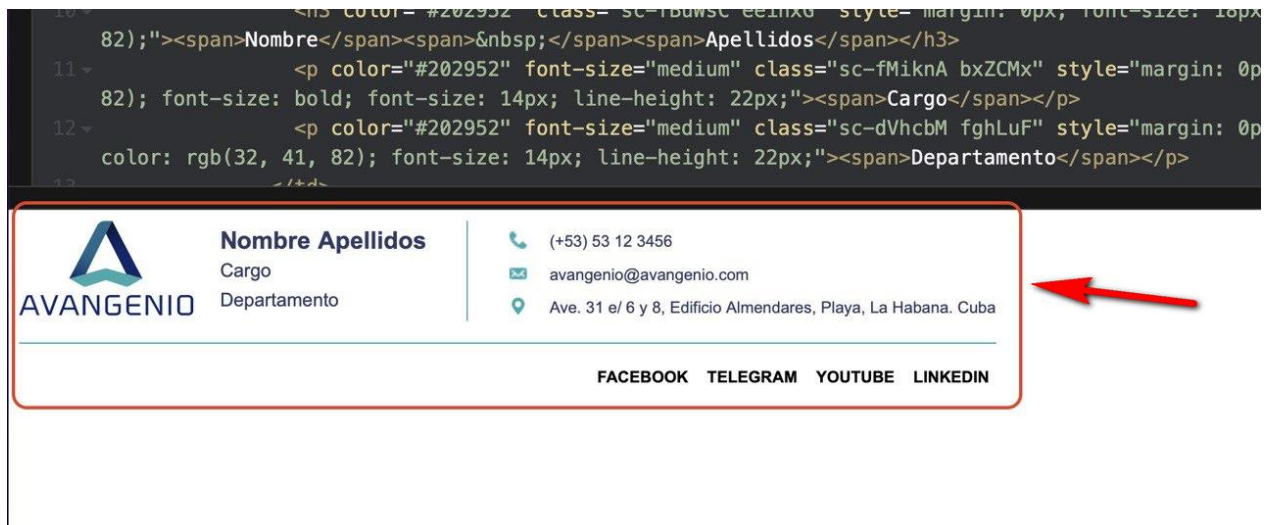 82);"><span>Nombre</span><span>&nbsp;</span><span>Apellidos</span></h3>
11 <p color="#202952" font-size="medium" class="sc-fMiknA bxZCMx" style="margin: 0p
82); font-size: bold; font-size: 14px; line-height: 22px;"><span>Cargo</span></p>
12 <p color="#202952" font-size="medium" class="sc-dVhcbM fghLuF" style="margin: 0p
color: rgb(32, 41, 82); font-size: 14px; line-height: 22px;"><span>Departamento</span></p>
AVANGENIO
Nombre Apellidos
Cargo
Departamento
(+53) 53 12 3456
avangenio@avangenio.com
Ave. 31 e/ 6 y 8, Edificio Almendares, Playa, La Habana. Cuba
FACEBOOK TELEGRAM YOUTUBE LINKEDIN